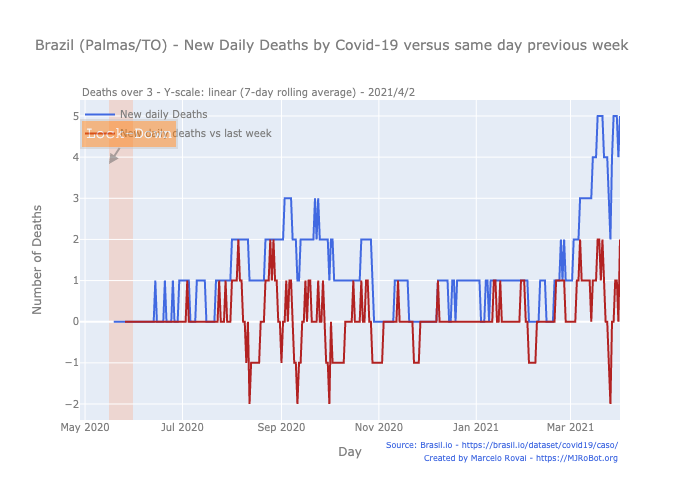 Brazil (Palmas/TO) - New Daily Deaths by Covid-19 versus same day previous week
Deaths over 3 - Y-scale: linear (7-day rolling average) - 2021/4/2
New daily Deaths
Lock Down
deaths vs last week
5
4
3
2
1
0
−1
−2
Number of Deaths
May 2020
Jul 2020
Sep 2020
Nov 2020
Jan 2021
Mar 2021
Day
Source: Brasil.io - https://brasil.io/dataset/covid19/caso/
Created by Marcelo Rovai - https://MJRoBot.org